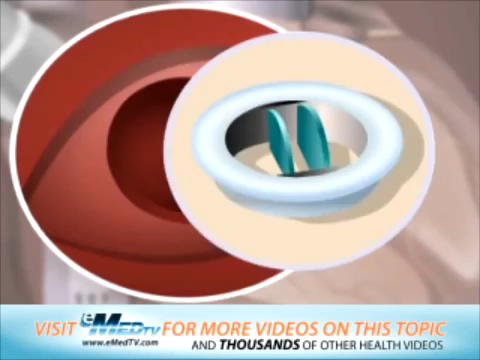 VISIT eMedTV FOR MORE VIDEOS ON THIS TOPIC
www.eMedTV.com AND THOUSANDS OF OTHER HEALTH VIDEOS